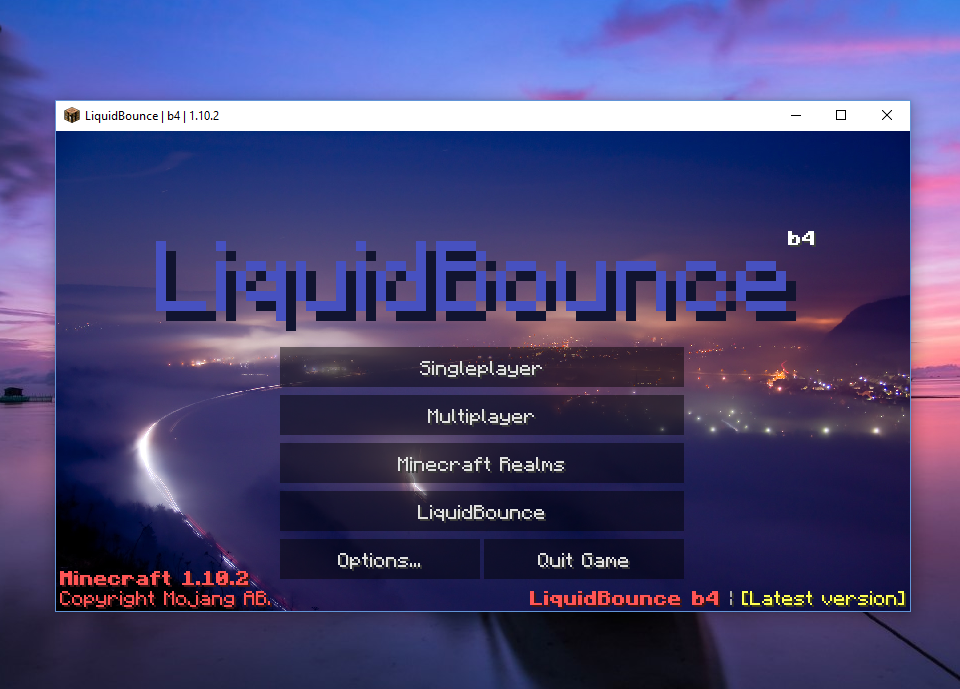 LiquidBounce | b4 | 1.10.2
b4
LiquidBounce
Singleplayer
Multiplayer
Minecraft Realms
LiquidBounce
Options... Quit Game
Minecraft 1.10.2
Copyright Mojang AB. LiquidBounce b4 ¦ [Latest version]